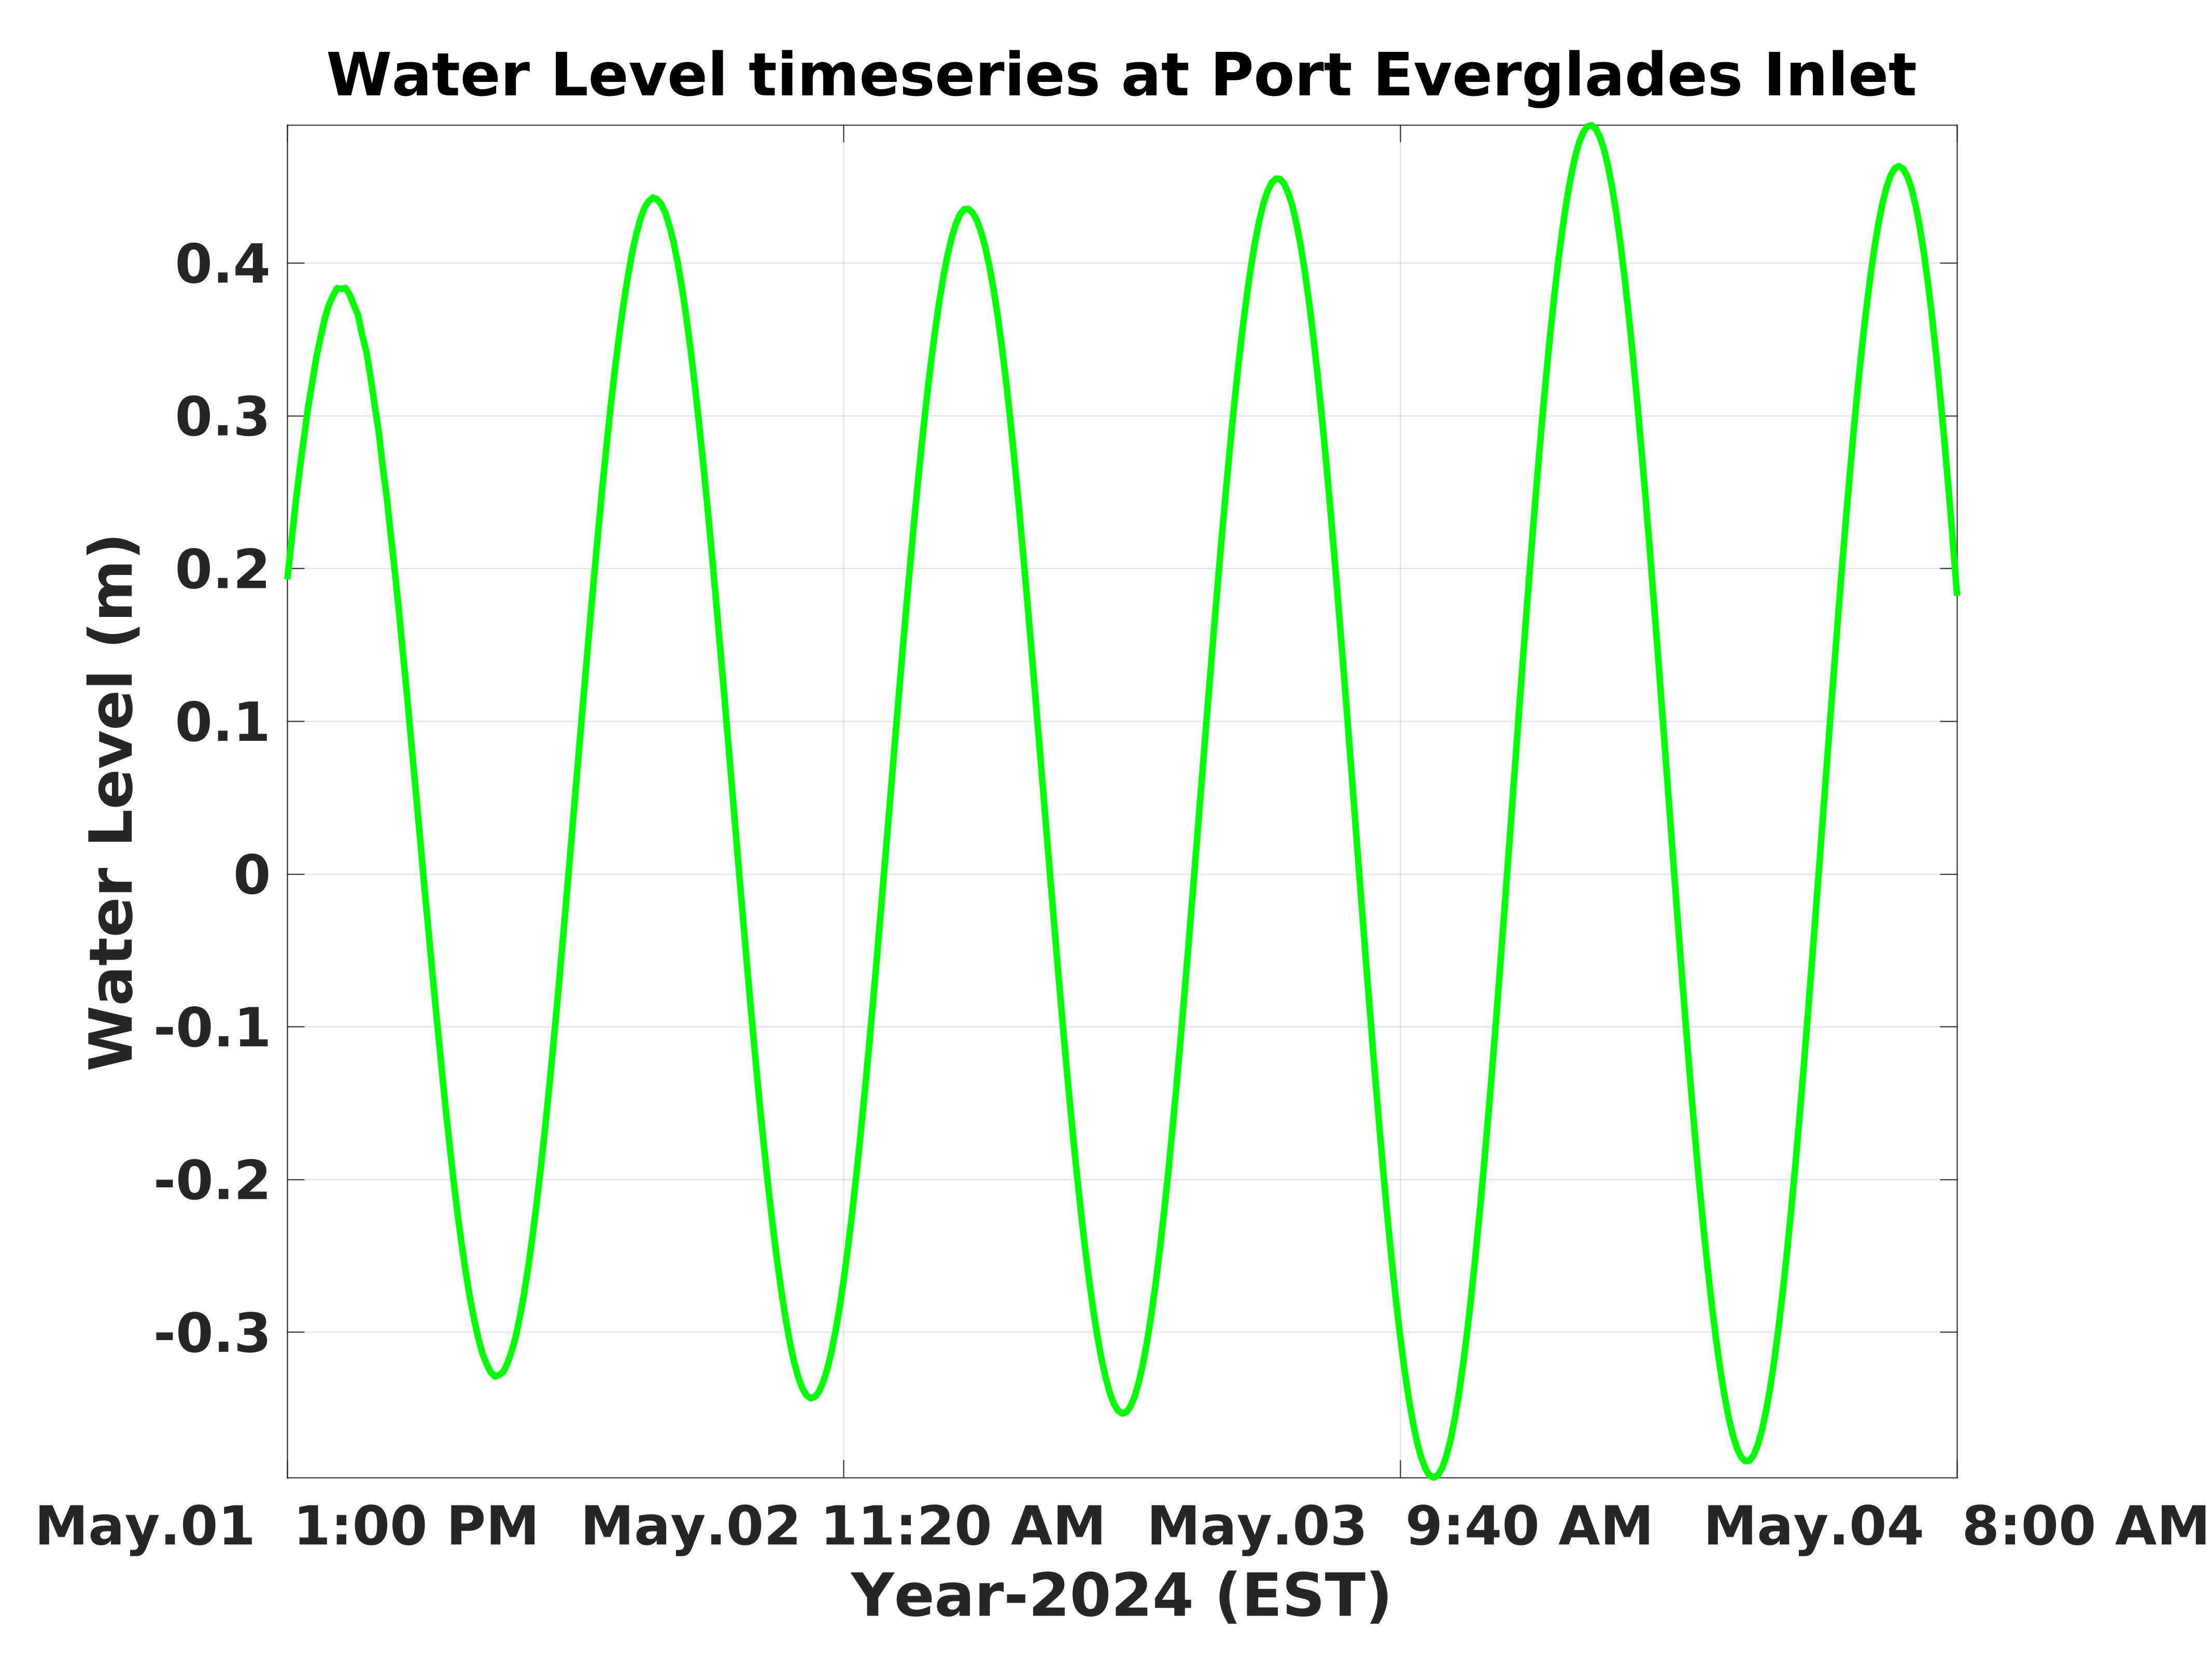 Water Level timeseries at Port Everglades Inlet
0.4
0.3
0.2
0.1
0
-0.1
-0.2
-0.3
Water Level (m)
May.01 1:00 PM May.02 11:20 AM May.03 9:40 AM May.04 8:00 AM
Year-2024 (EST)